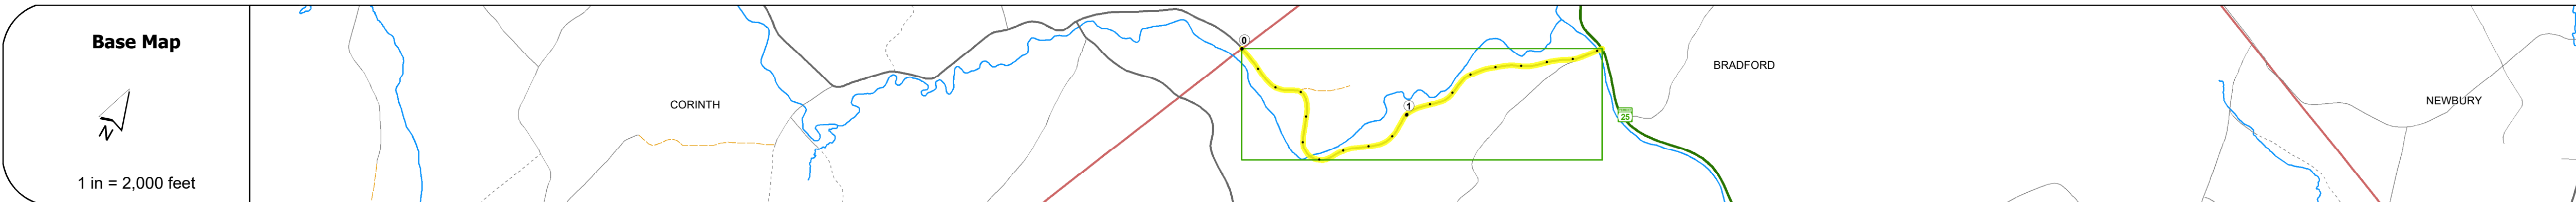 Base Map
N
1 in = 2,000 feet
CORINTH
0
1
25
BRADFORD
NEWBURY